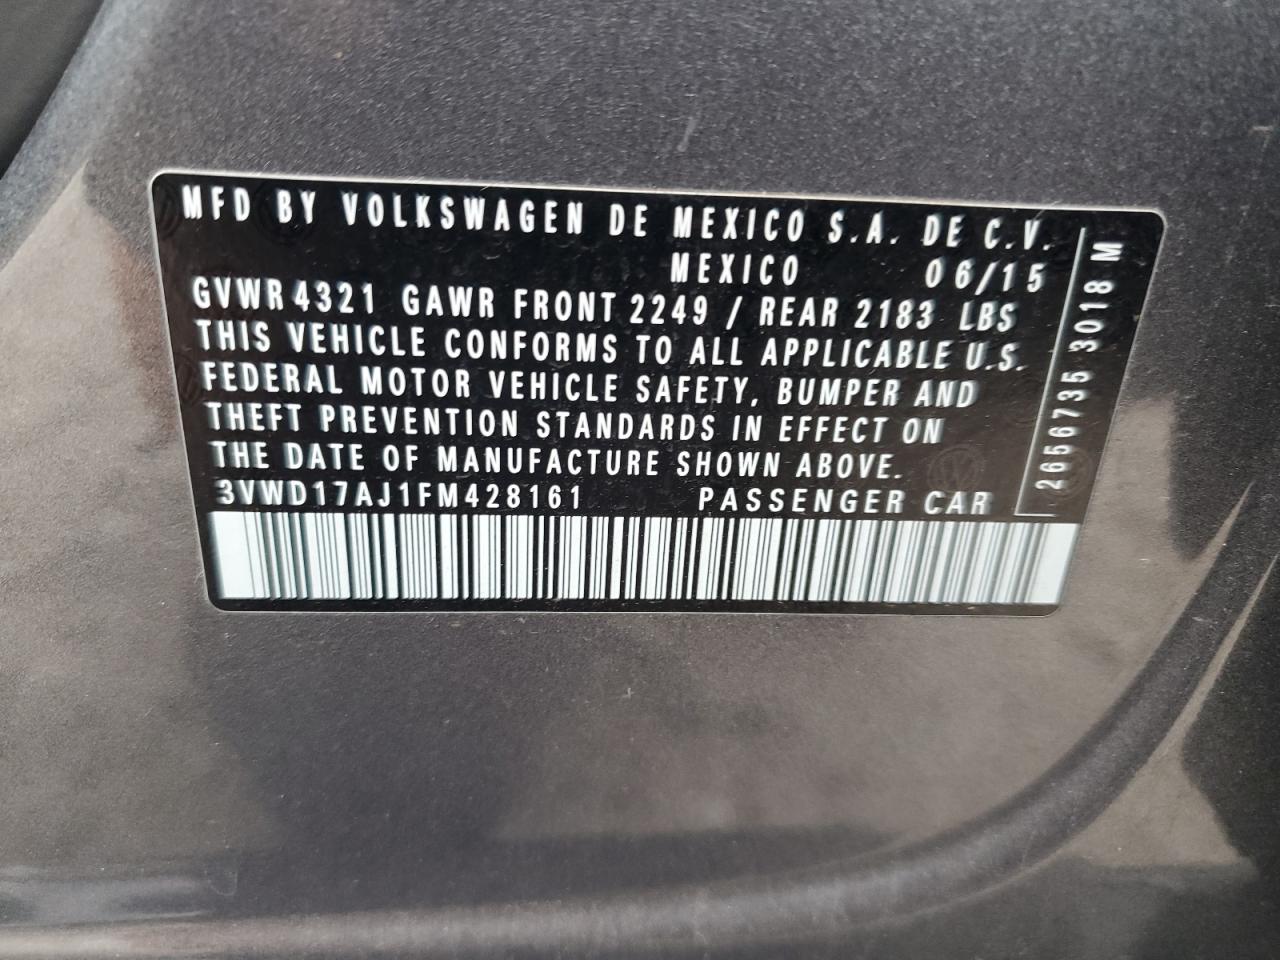 MFD BY VOLKSWAGEN DE MEXICO S.A. DE C.V.
MEXICO 06/15
GVWR 4321 GAWR FRONT 2249 / REAR 2183 LBS
THIS VEHICLE CONFORMS TO ALL APPLICABLE U.S.
FEDERAL MOTOR VEHICLE SAFETY, BUMPER AND
THEFT PREVENTION STANDARDS IN EFFECT ON
THE DATE OF MANUFACTURE SHOWN ABOVE.
3VWD17AJ1FM428161 PASSENGER CAR
2656735 3018 M